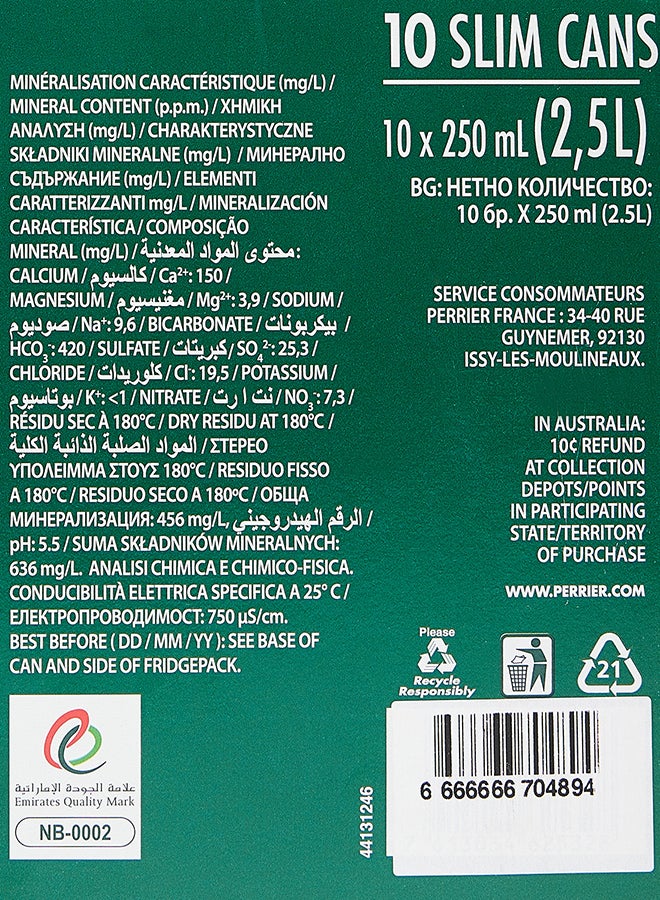 MINÉRALISATION CARACTÉRISTIQUE (mg/L) /
MINERAL CONTENT (p.p.m.) / ΧΗΜΙΚΗ
ΑΝΑΛΥΣΗ (mg/L) / CHARAKTERYSTYCZNE
SKŁADNIKI MINERALNE (mg/L) / МИНЕРАЛНО
СЪДЪРЖАНИЕ (mg/L) / ELEMENTI
CARATTERIZZANTI mg/L / MINERALIZACIÓN
CARACTERÍSTICA / COMPOSIÇÃO
MINERAL (mg/L) / محتوى المواد المعدنية:
CALCIUM / كالسيوم / Ca²⁺: 150 /
MAGNESIUM / مغنيسيوم / Mg²⁺: 3,9 / SODIUM /
صوديوم / Na⁺: 9,6 / BICARBONATE / بيكربونات /
HCO₃⁻: 420 / SULFATE / كبريتات / SO₄²⁻: 25,3 /
CHLORIDE / كلوريدات / Cl⁻: 19,5 / POTASSIUM /
بوتاسيوم / K⁺: <1 / NITRATE / نت ا رت / NO₃⁻: 7,3 /
RÉSIDU SEC À 180°C / DRY RESIDU AT 180°C /
المواد الصلبة الذائبة الكلية / ΣΤΕΡΕΟ
ΥΠΟΛΕΙΜΜΑ ΣΤΟΥΣ 180°C / RESIDUO FISSO
A 180°C / RESIDUO SECO A 180ºC / ОБЩА
МИНЕРАЛИЗАЦИЯ: 456 mg/L, الرقم الهيدروجيني /
pH: 5.5 / SUMA SKŁADNIKÓW MINERALNYCH:
636 mg/L. ANALISI CHIMICA E CHIMICO-FISICA.
CONDUCIBILITÀ ELETTRICA SPECIFICA A 25° C /
ЕЛЕКТРОПРОВОДИМОСТ: 750 µS/cm.
BEST BEFORE ( DD / MM / YY ): SEE BASE OF
CAN AND SIDE OF FRIDGEPACK.
علامة الجودة الإماراتية
Emirates Quality Mark
NB-0002
10 SLIM CANS
10 x 250 mL (2,5L)
BG: НЕТНО КОЛИЧЕСТВО:
10 бр. X 250 ml (2.5L)
SERVICE CONSOMMATEURS
PERRIER FRANCE : 34-40 RUE
GUYNEMER, 92130
ISSY-LES-MOULINEAUX.
IN AUSTRALIA:
10¢ REFUND
AT COLLECTION
DEPOTS/POINTS
IN PARTICIPATING
STATE/TERRITORY
OF PURCHASE
WWW.PERRIER.COM
Please
Recycle
Responsibly
21
44131246
6 666666 704894